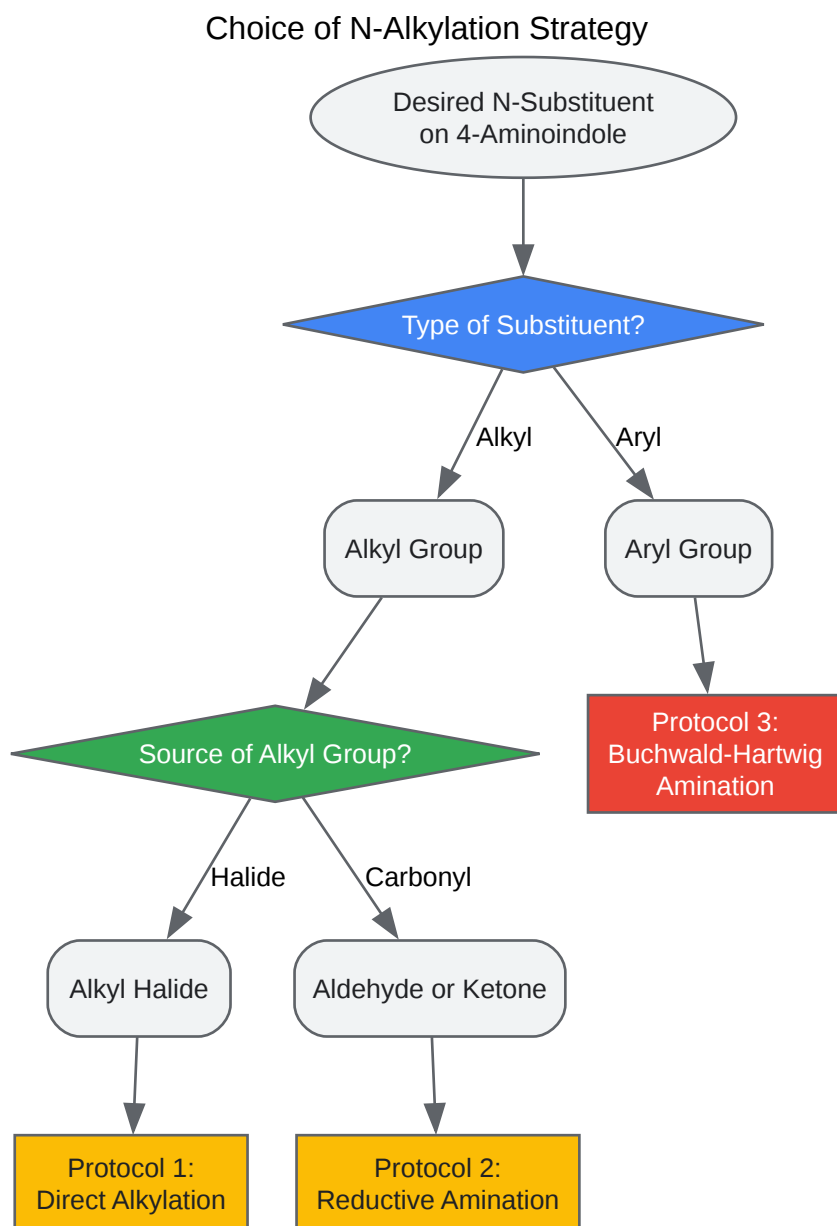 Choice of N-Alkylation Strategy
Desired N-Substituent
on 4-Aminoindole
Type of Substituent?
Alkyl
Aryl
Alkyl Group
Aryl Group
Source of Alkyl Group?
Protocol 3:
Buchwald-Hartwig
Amination
Halide
Carbonyl
Alkyl Halide
Aldehyde or Ketone
Protocol 1:
Direct Alkylation
Protocol 2:
Reductive Amination